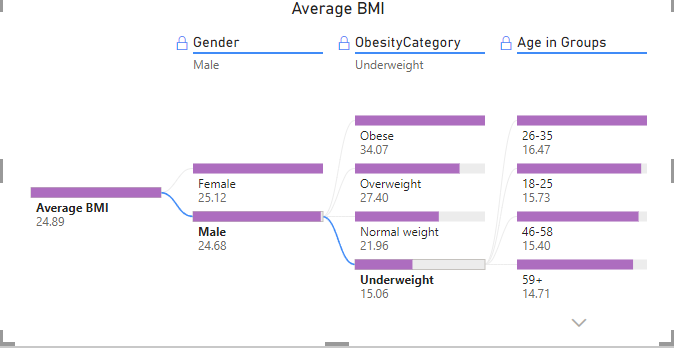 Average BMI
Gender
Male
ObesityCategory
Underweight
Age in Groups
Average BMI
24.89
Female
25.12
Male
24.68
Obese
34.07
Overweight
27.40
Normal weight
21.96
Underweight
15.06
26-35
16.47
18-25
15.73
46-58
15.40
59+
14.71